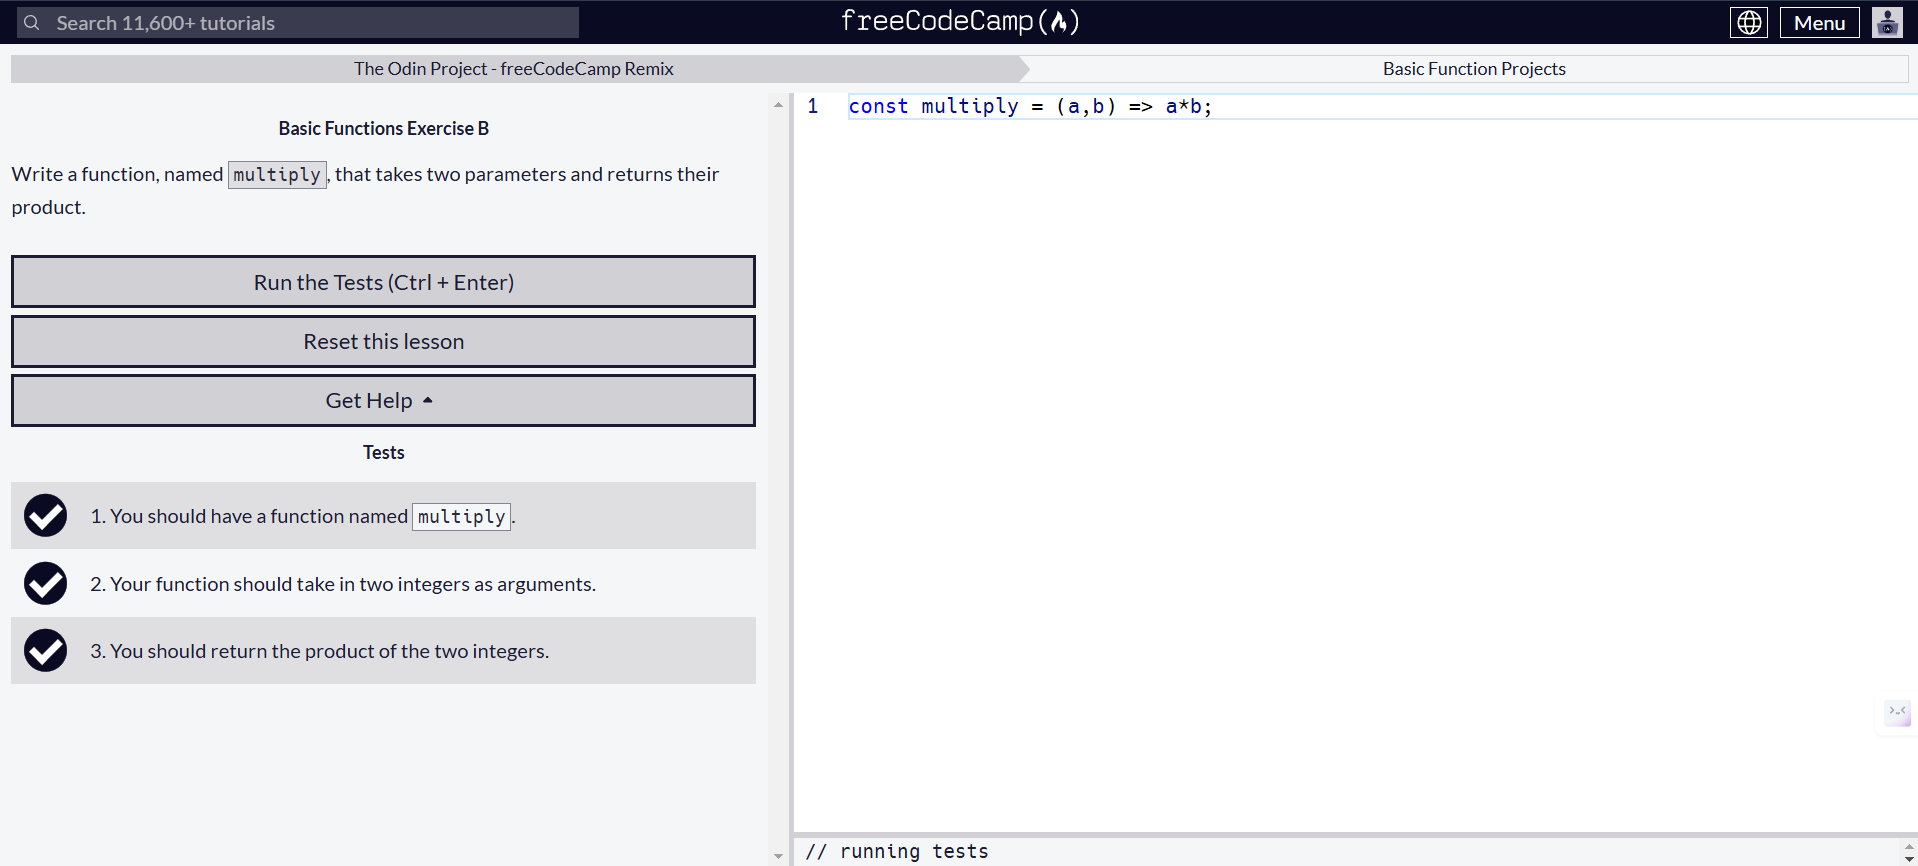 Search 11,600+ tutorials
freeCodeCamp
Menu
The Odin Project - freeCodeCamp Remix
Basic Function Projects
Basic Functions Exercise B
Write a function, named multiply, that takes two parameters and returns their
product.
Run the Tests (Ctrl + Enter)
Reset this lesson
Get Help
Tests
1. You should have a function named multiply.
2. Your function should take in two integers as arguments.
3. You should return the product of the two integers.
1 const multiply = (a,b) => a*b;
// running tests